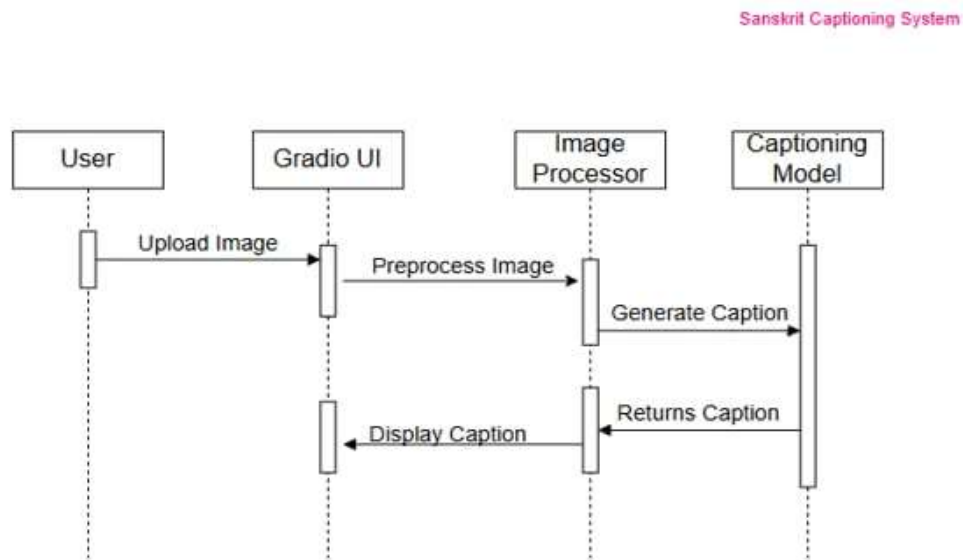 Sanskrit Captioning System
User
Gradio UI
Image
Processor
Captioning
Model
Upload Image
Preprocess Image
Generate Caption
Returns Caption
Display Caption